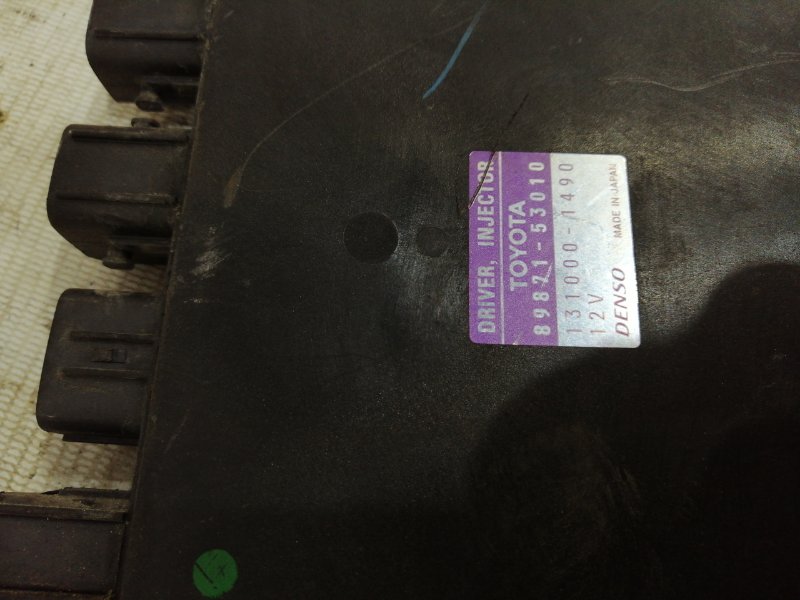 DRIVER, INJECTOR
TOYOTA
89821-53010
131000-1490
12V
DENSO MADE IN JAPAN